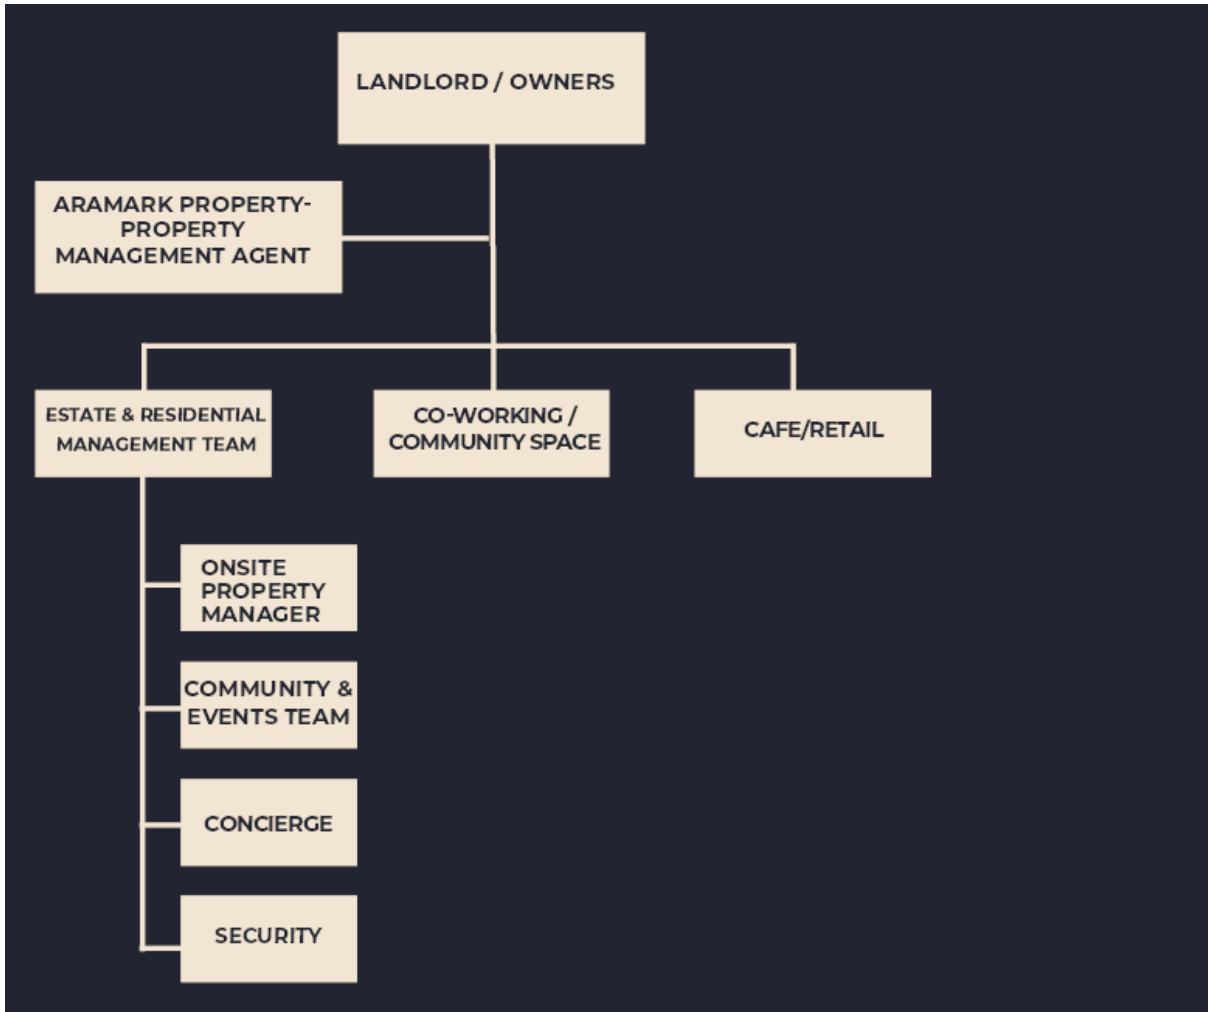 LANDLORD / OWNERS
ARAMARK PROPERTY-
PROPERTY
MANAGEMENT AGENT
ESTATE & RESIDENTIAL
MANAGEMENT TEAM
CO-WORKING /
COMMUNITY SPACE
CAFE/RETAIL
ONSITE
PROPERTY
MANAGER
COMMUNITY &
EVENTS TEAM
CONCIERGE
SECURITY